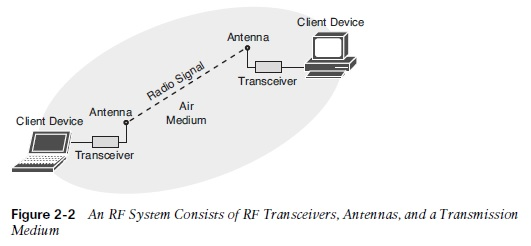 Client Device
Antenna
Transceiver
Radio Signal
Air
Medium
Antenna
Client Device
Transceiver
Figure 2-2 An RF System Consists of RF Transceivers, Antennas, and a Transmission
Medium